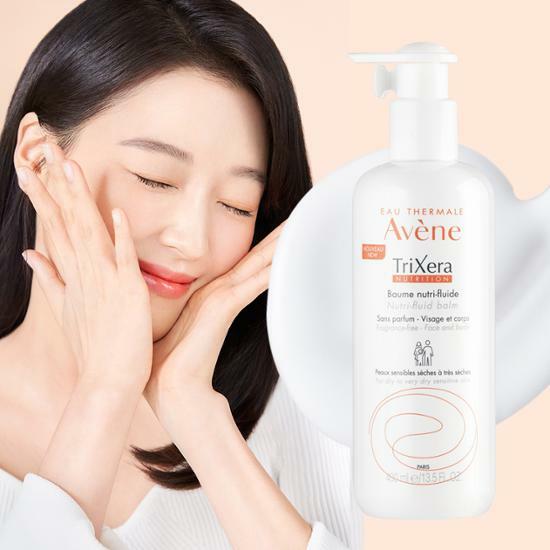 EAU THERMALE
Avène
NOUVEAU
NEW
TriXera
NUTRITION
Baume nutri-fluide
Nutri-fluid balm
Sans parfum - Visage et corps
Fragrance-free - Face and body
Peaux sensibles sèches à très sèches
For dry to very dry sensitive skin
PARIS
400 ml e/13.5 FL. OZ.